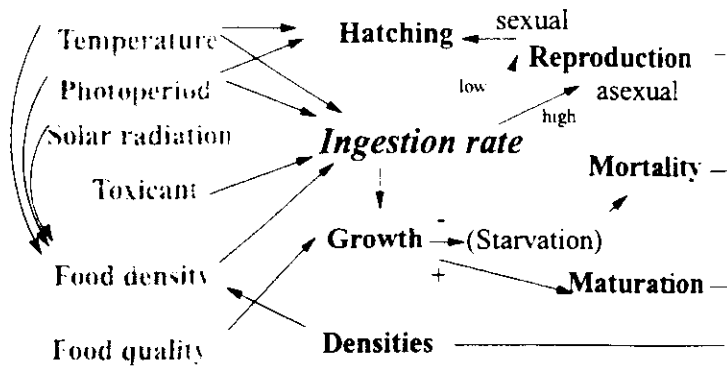 Temperature
Hatching
sexual
Reproduction
asexual
Photoperiod
low
high
Solar radiation
Ingestion rate
Toxicant
Mortality
Growth
-
(Starvation)
+
Food density
Maturation
Food quality
Densities